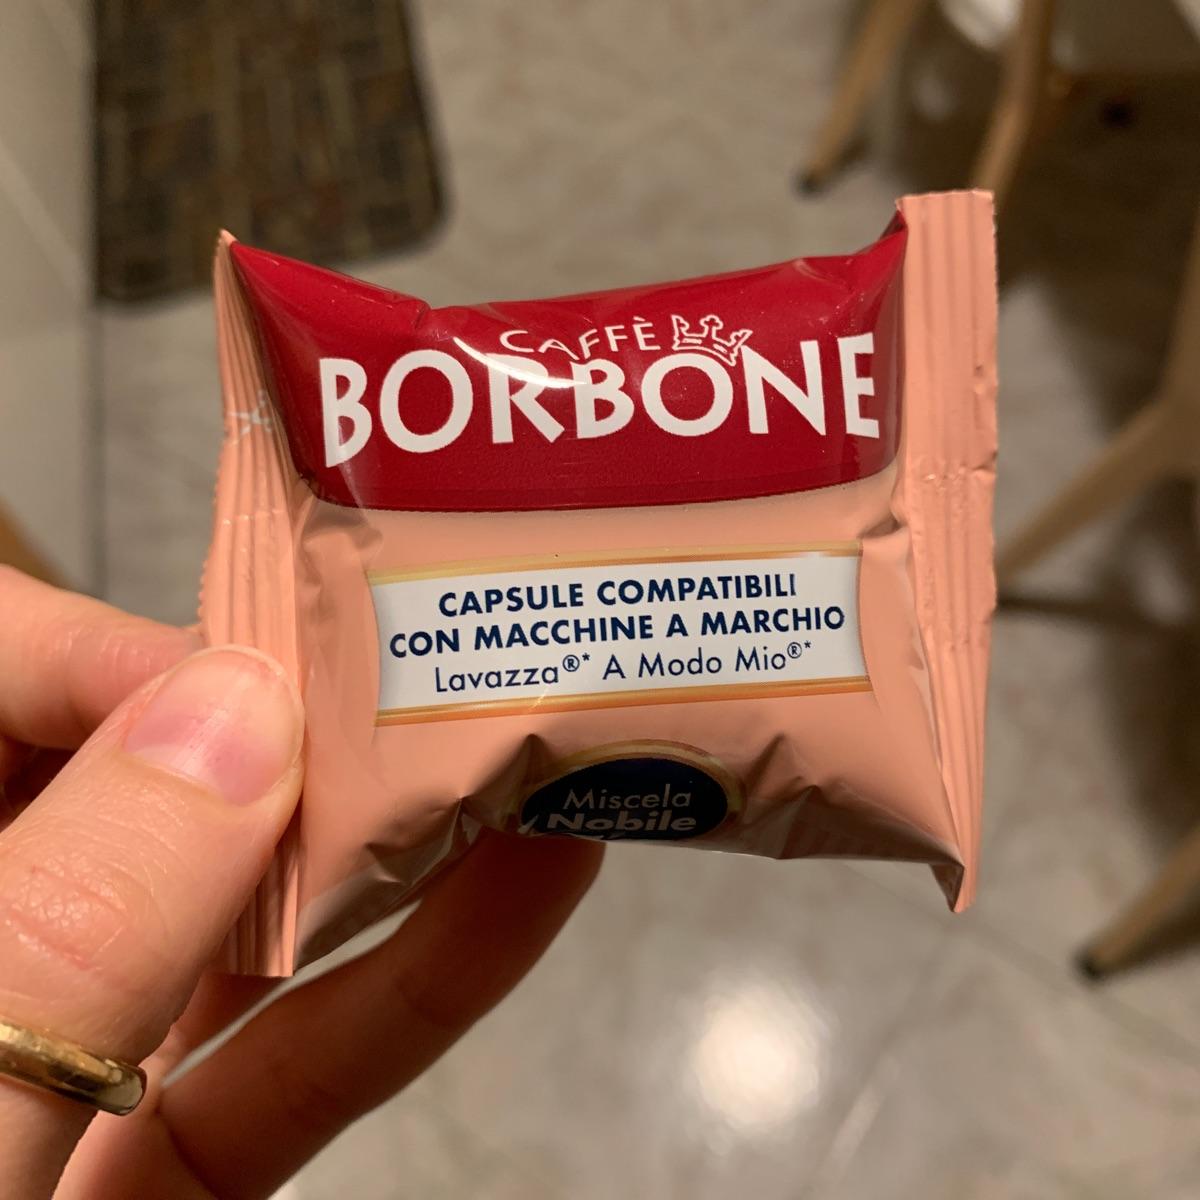 CAFFÈ
BORBONE
CAPSULE COMPATIBILI
CON MACCHINE A MARCHIO
Lavazza®* A Modo Mio®*
Miscela
Nobile